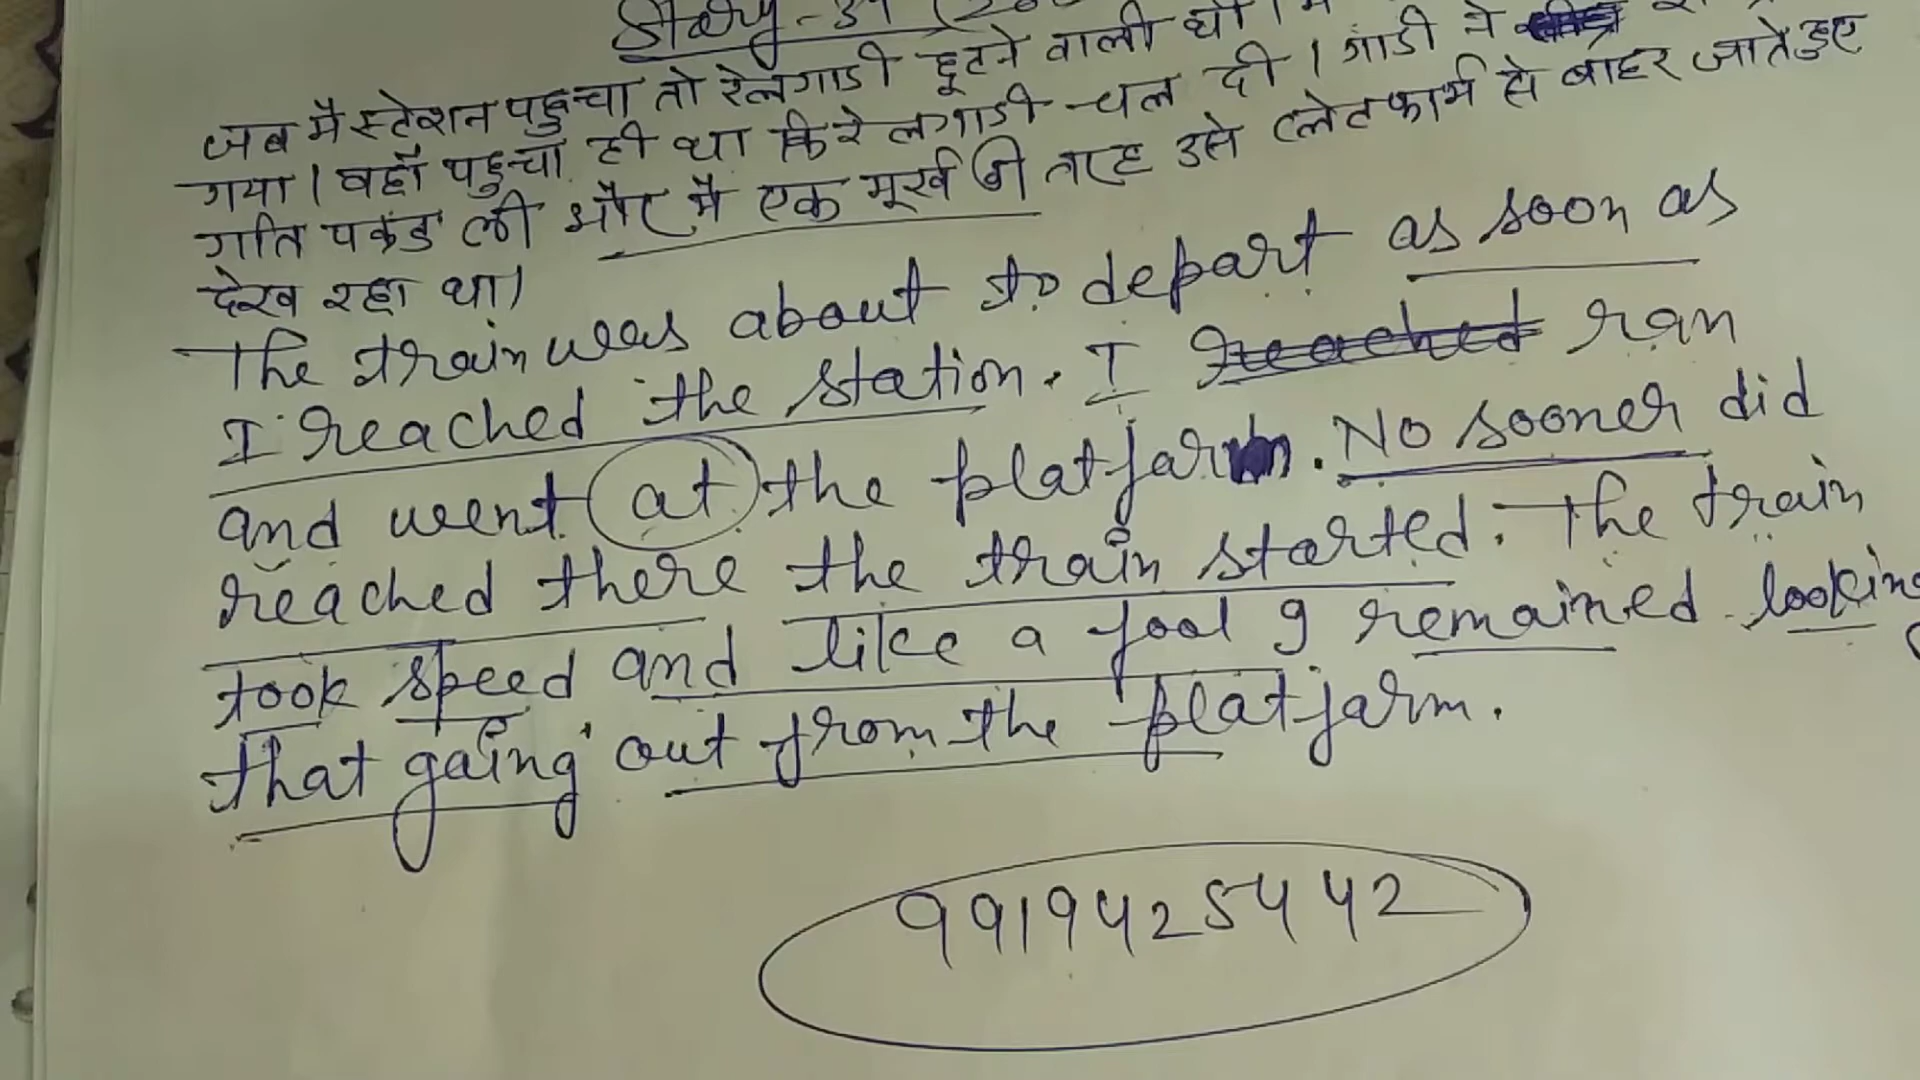 Story-
जब मै स्टेशन पहुन्चा तो रेलगाडी छूटने वाली थी।
गया। वहाँ पहुन्चा ही था कि रेलगाडी चल दी। गाडी ने
गति पकड ली और मै एक मूर्ख की तरह उसे प्लेटफार्म से बाहर जाते हुए
देख रहा था।
The train was about to depart as soon as
I reached the station. I reached ran
and went at the platfarm. No sooner did
reached there the train started. The train
took speed and like a fool I remained looking
that going out from the platfarm.
9919425442